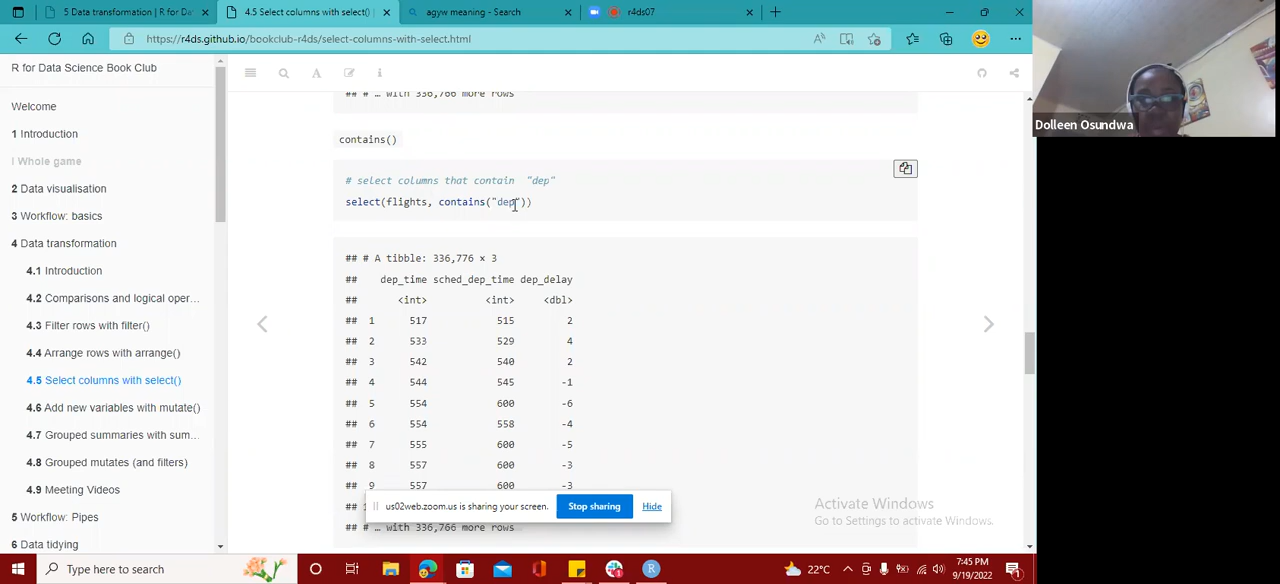 5 Data transformation | R for Dat
4.5 Select columns with select() |
agyw meaning - Search
r4ds07
https://r4ds.github.io/bookclub-r4ds/select-columns-with-select.html
R for Data Science Book Club
Welcome
1 Introduction
I Whole game
2 Data visualisation
3 Workflow: basics
4 Data transformation
4.1 Introduction
4.2 Comparisons and logical oper...
4.3 Filter rows with filter()
4.4 Arrange rows with arrange()
4.5 Select columns with select()
4.6 Add new variables with mutate()
4.7 Grouped summaries with sum...
4.8 Grouped mutates (and filters)
4.9 Meeting Videos
5 Workflow: Pipes
6 Data tidying
## # … with 336,766 more rows
contains()
# select columns that contain "dep"
select(flights, contains("dep"))
## # A tibble: 336,776 × 3
## dep_time sched_dep_time dep_delay
## <int> <int> <dbl>
## 1 517 515 2
## 2 533 529 4
## 3 542 540 2
## 4 544 545 -1
## 5 554 600 -6
## 6 554 558 -4
## 7 555 600 -5
## 8 557 600 -3
## 9 557 600 -3
## # … with 336,766 more rows
us02web.zoom.us is sharing your screen.
Stop sharing
Hide
Activate Windows
Go to Settings to activate Windows.
Dolleen Osundwa
Type here to search
22°C
7:45 PM
9/19/2022